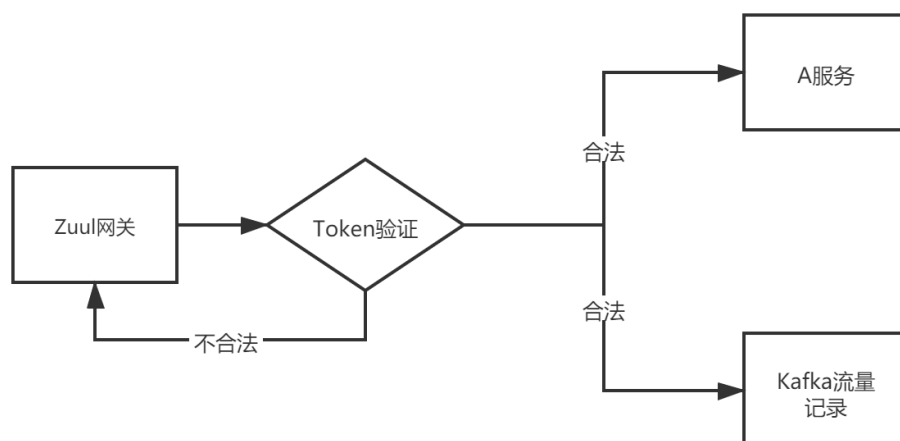 A服务
合法
Zuul网关
Token验证
合法
不合法
Kafka流量
记录